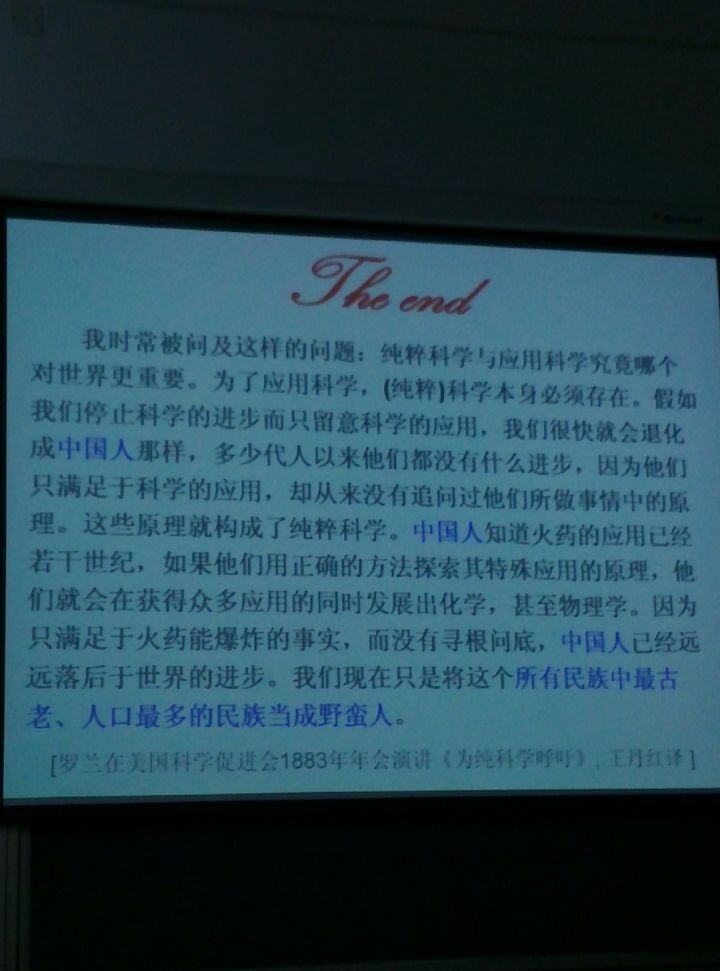 The end
我时常被问及这样的问题：纯粹科学与应用科学究竟哪个
对世界更重要。为了应用科学，(纯粹)科学本身必须存在。假如
我们停止科学的进步而只留意科学的应用，我们很快就会退化
成中国人那样，多少代人以来他们都没有什么进步，因为他们
只满足于科学的应用，却从来没有追问过他们所做事情中的原
理。这些原理就构成了纯粹科学。中国人知道火药的应用已经
若干世纪，如果他们用正确的方法探索其特殊应用的原理，他
们就会在获得众多应用的同时发展出化学，甚至物理学。因为
只满足于火药能爆炸的事实，而没有寻根问底，中国人已经远
远落后于世界的进步。我们现在只是将这个所有民族中最古
老、人口最多的民族当成野蛮人。
[罗兰在美国科学促进会1883年年会演讲《为纯科学呼吁》, 王丹红译]